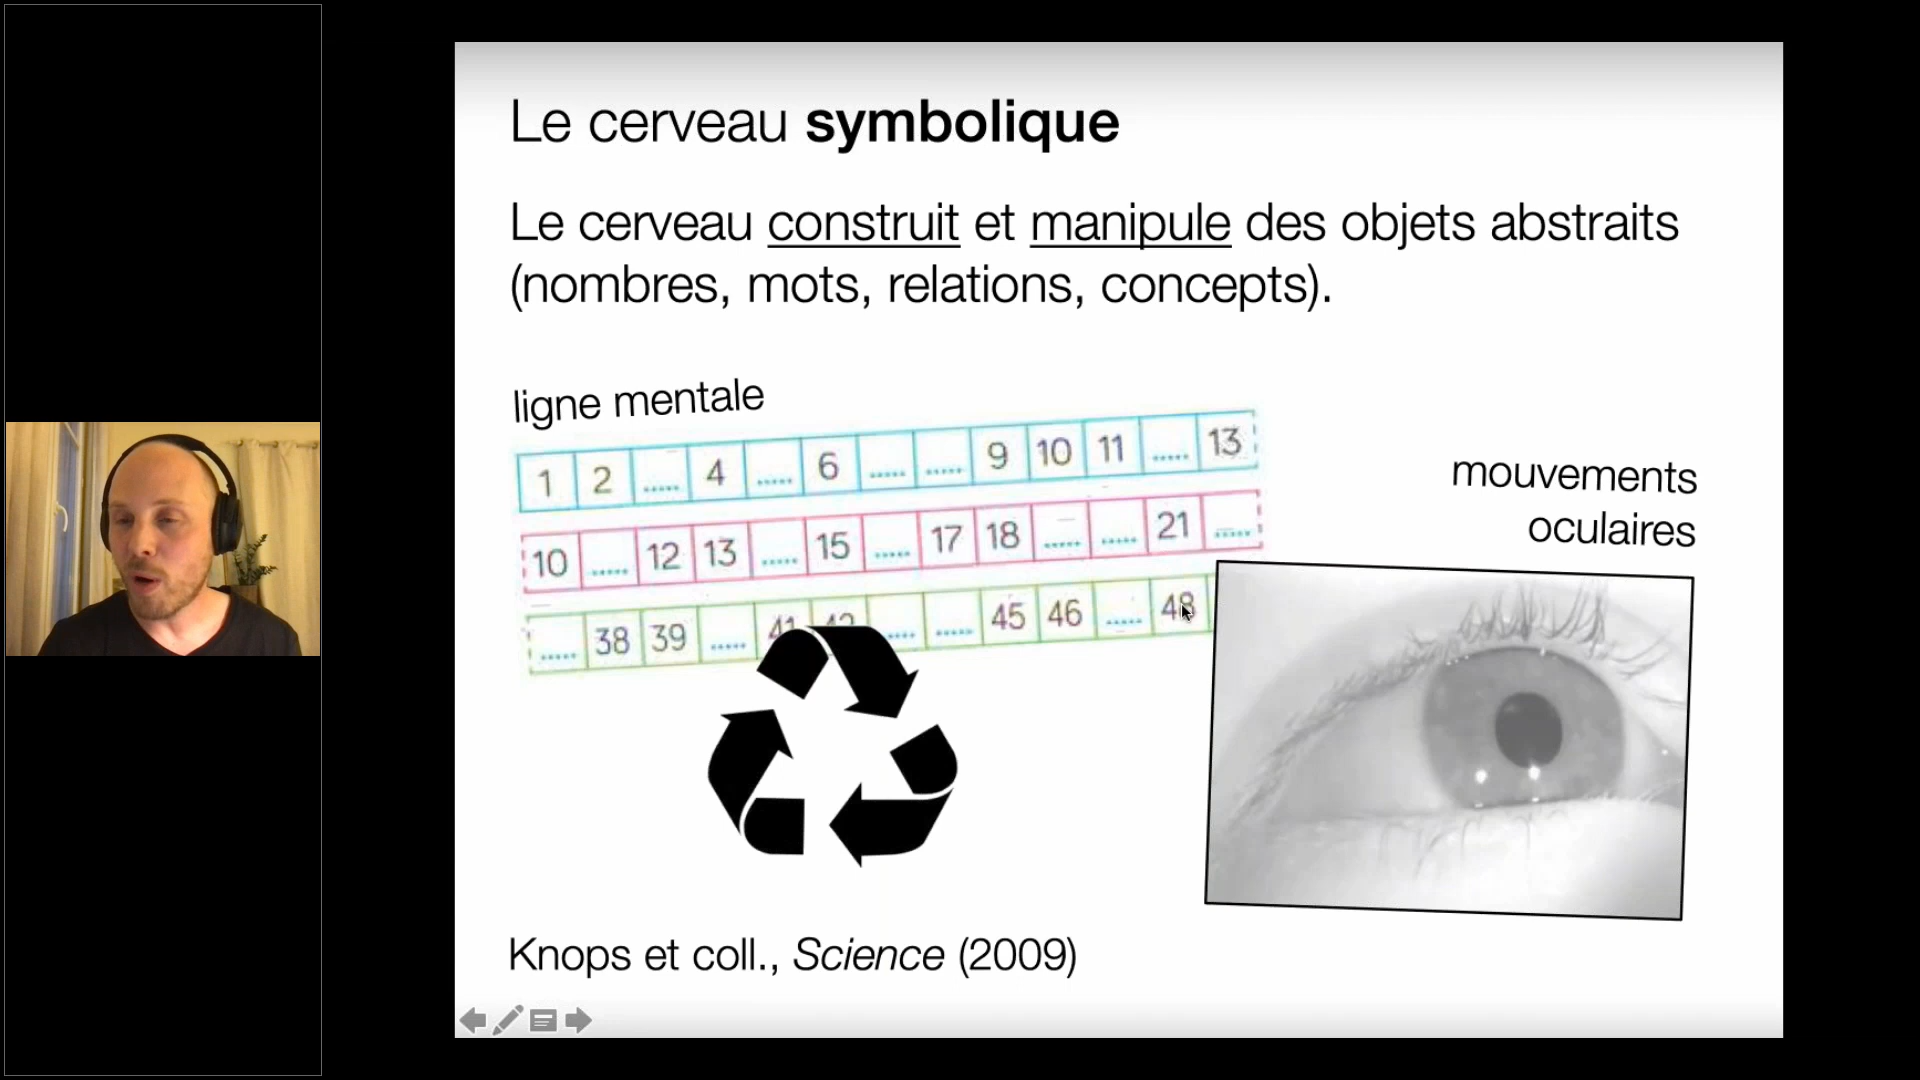 Le cerveau symbolique
Le cerveau construit et manipule des objets abstraits
(nombres, mots, relations, concepts).
ligne mentale
1 2 ..... 4 ..... 6 ..... ..... 9 10 11 ..... 13
10 ..... 12 13 ..... 15 ..... 17 18 ..... ..... 21 .....
..... 38 39 ..... 41 42 ..... ..... 45 46 ..... 48
mouvements
oculaires
Knops et coll., Science (2009)